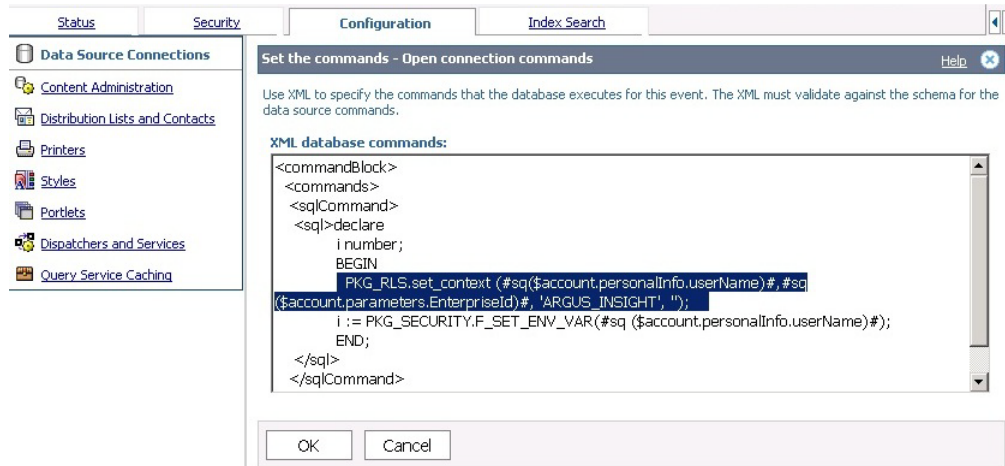 Status Security Configuration Index Search
Data Source Connections
Content Administration
Distribution Lists and Contacts
Printers
Styles
Portlets
Dispatchers and Services
Query Service Caching
Set the commands - Open connection commands Help
Use XML to specify the commands that the database executes for this event. The XML must validate against the schema for the
data source commands.
XML database commands:
<commandBlock>
<commands>
<sqlCommand>
<sql>declare
i number;
BEGIN
PKG_RLS.set_context (#sq($account.personalInfo.userName)#,#sq
($account.parameters.EnterpriseId)#, 'ARGUS_INSIGHT', '');
i := PKG_SECURITY.F_SET_ENV_VAR(#sq ($account.personalInfo.userName)#);
END;
</sql>
</sqlCommand>
OK Cancel